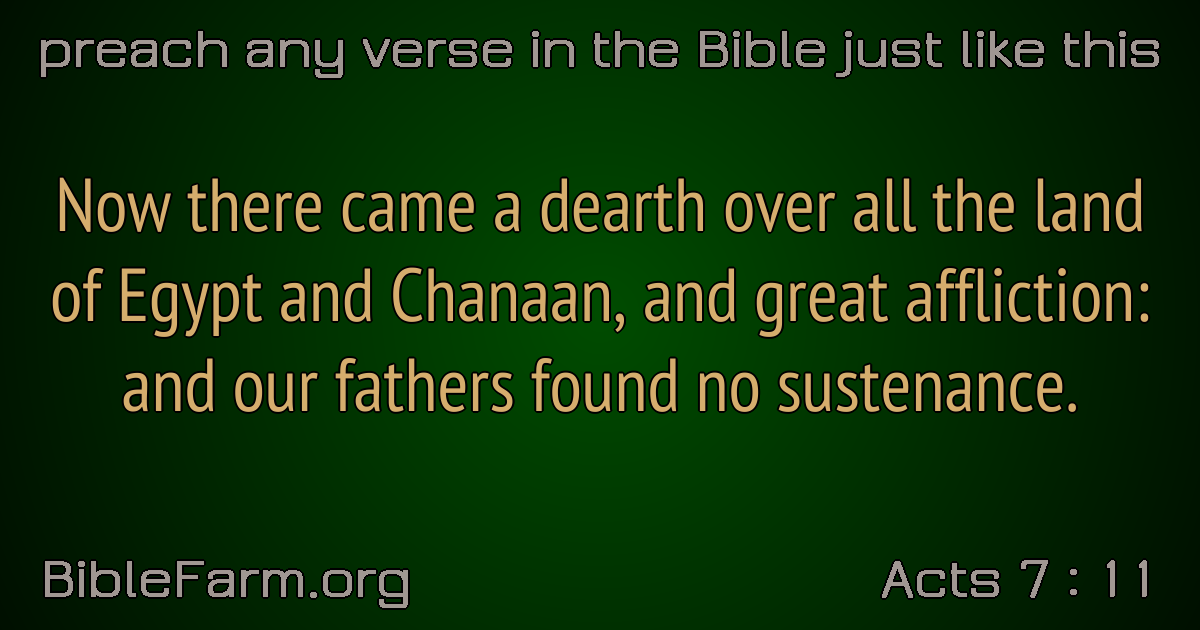 preach any verse in the Bible just like this
Now there came a dearth over all the land
of Egypt and Chanaan, and great affliction:
and our fathers found no sustenance.
BibleFarm.org
Acts 7 : 11